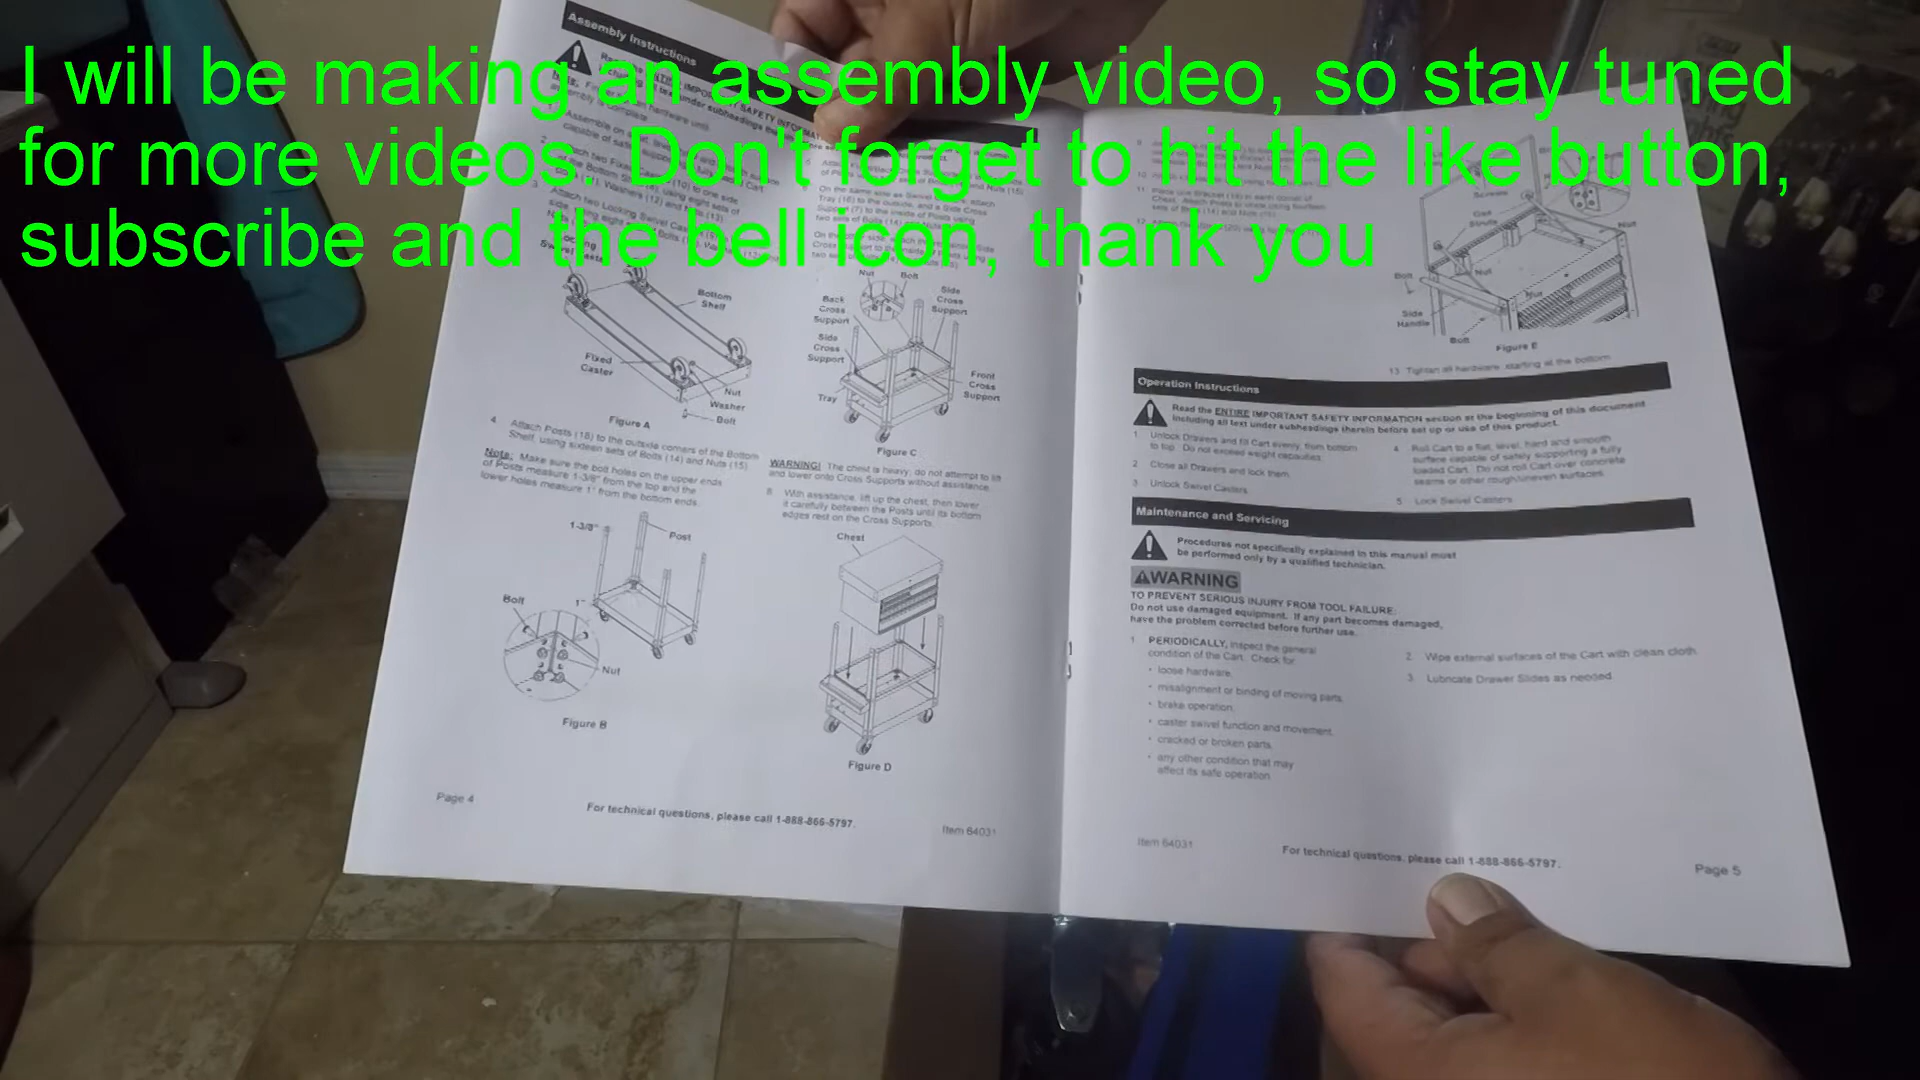 I will be making an assembly video, so stay tuned
for more videos. Don't forget to hit the like button,
subscribe and the bell icon, thank you
Assembly Instructions
Bottom
Shelf
Fixed
Caster
Nut
Washer
Bolt
Figure A
4. Attach Posts (18) to the outside corners of the Bottom
Shelf, using sixteen sets of Bolts (14) and Nuts (15).
Note: Make sure the bolt holes on the upper ends
of Posts measure 1-3/8" from the top and the
lower holes measure 1" from the bottom ends.
1-3/8"
Post
Bolt
1"
Nut
Figure B
Nut
Bolt
Back
Cross
Support
Side
Cross
Support
Side
Cross
Support
Front
Cross
Support
Tray
Figure C
WARNING! The chest is heavy; do not attempt to lift
and lower onto Cross Supports without assistance.
8. With assistance, lift up the chest, then lower
it carefully between the Posts until its bottom
edges rest on the Cross Supports.
Chest
Figure D
Page 4
For technical questions, please call 1-888-866-5797.
Item 64031
Gas
Struts
Nut
Bolt
Nut
Nut
Side
Handle
Bolt
Figure E
13. Tighten all hardware, starting at the bottom.
Operation Instructions
Read the ENTIRE IMPORTANT SAFETY INFORMATION section at the beginning of this document
including all text under subheadings therein before set up or use of this product.
1. Unlock Drawers and fill Cart evenly, from bottom
to top. Do not exceed weight capacities.
2. Close all Drawers and lock them.
3. Unlock Swivel Casters.
4. Roll Cart to a flat, level, hard and smooth
surface capable of safely supporting a fully
loaded Cart. Do not roll Cart over concrete
seams or other rough/uneven surfaces.
5. Lock Swivel Casters.
Maintenance and Servicing
Procedures not specifically explained in this manual must
be performed only by a qualified technician.
WARNING
TO PREVENT SERIOUS INJURY FROM TOOL FAILURE:
Do not use damaged equipment. If any part becomes damaged,
have the problem corrected before further use.
1. PERIODICALLY, inspect the general
condition of the Cart. Check for:
• loose hardware,
• misalignment or binding of moving parts,
• brake operation,
• caster swivel function and movement,
• cracked or broken parts,
• any other condition that may
affect its safe operation.
2. Wipe external surfaces of the Cart with clean cloth.
3. Lubricate Drawer Slides as needed.
Item 64031
For technical questions, please call 1-888-866-5797.
Page 5